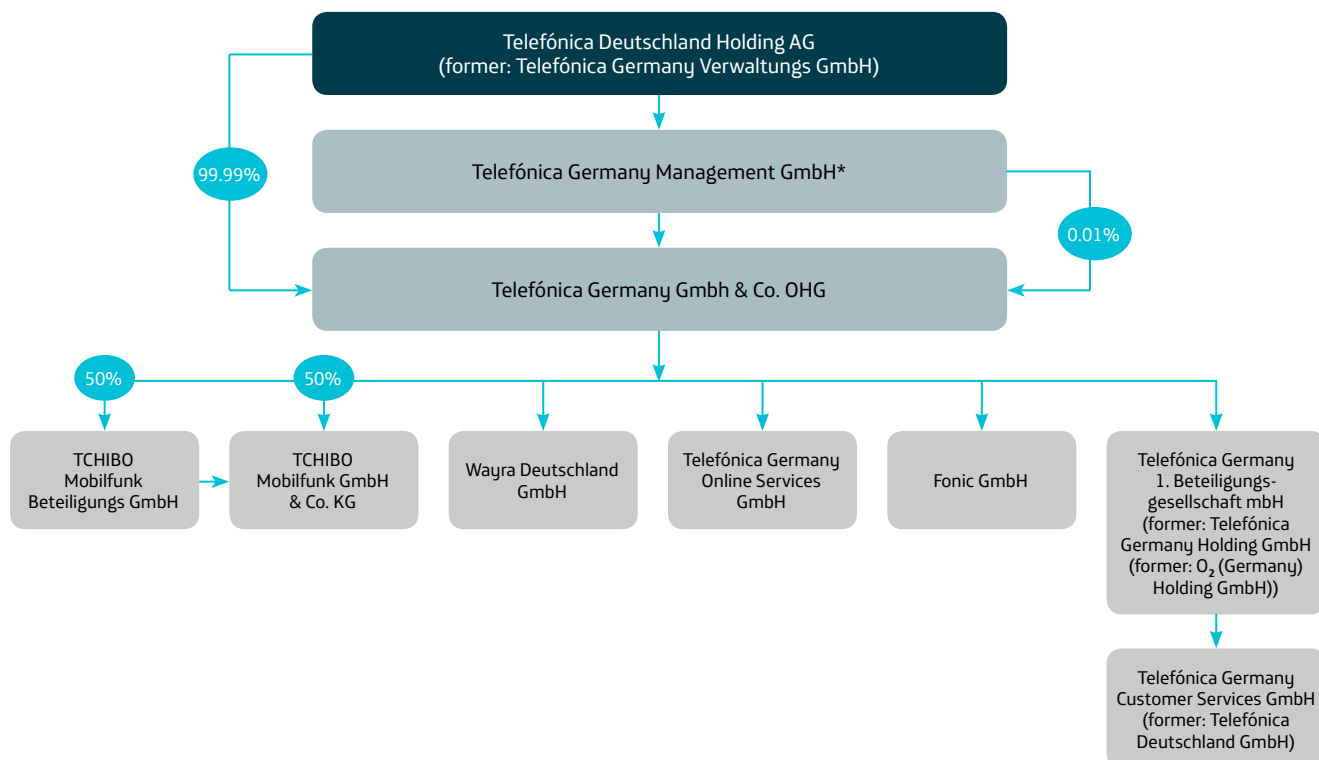 Telefónica Deutschland Holding AG
(former: Telefónica Germany Verwaltungs GmbH)
99.99%
Telefónica Germany Management GmbH*
0.01%
Telefónica Germany Gmbh & Co. OHG
50%
50%
TCHIBO
Mobilfunk
Beteiligungs GmbH
TCHIBO
Mobilfunk GmbH
& Co. KG
Wayra Deutschland
GmbH
Telefónica Germany
Online Services
GmbH
Fonic GmbH
Telefónica Germany
1. Beteiligungs-
gesellschaft mbH
(former: Telefónica
Germany Holding GmbH
(former: O₂ (Germany)
Holding GmbH))
Telefónica Germany
Customer Services GmbH
(former: Telefónica
Deutschland GmbH)